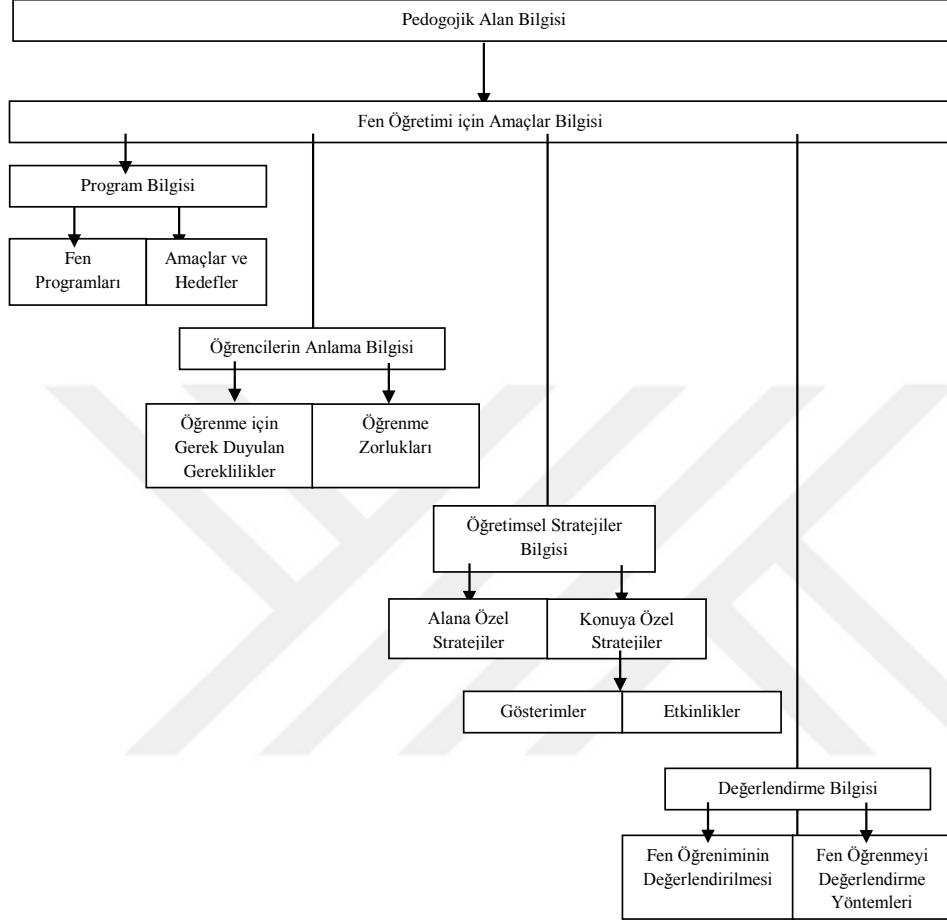 Pedogojik Alan Bilgisi
Fen Öğretimi için Amaçlar Bilgisi
Program Bilgisi
Fen
Programları
Amaçlar ve
Hedefler
Öğrencilerin Anlama Bilgisi
Öğrenme için
Gerek Duyulan
Gereklilikler
Öğrenme
Zorlukları
Öğretimsel Stratejiler
Bilgisi
Alana Özel
Stratejiler
Konuya Özel
Stratejiler
Gösterimler
Etkinlikler
Değerlendirme Bilgisi
Fen Öğreniminin
Değerlendirilmesi
Fen Öğrenmeyi
Değerlendirme
Yöntemleri